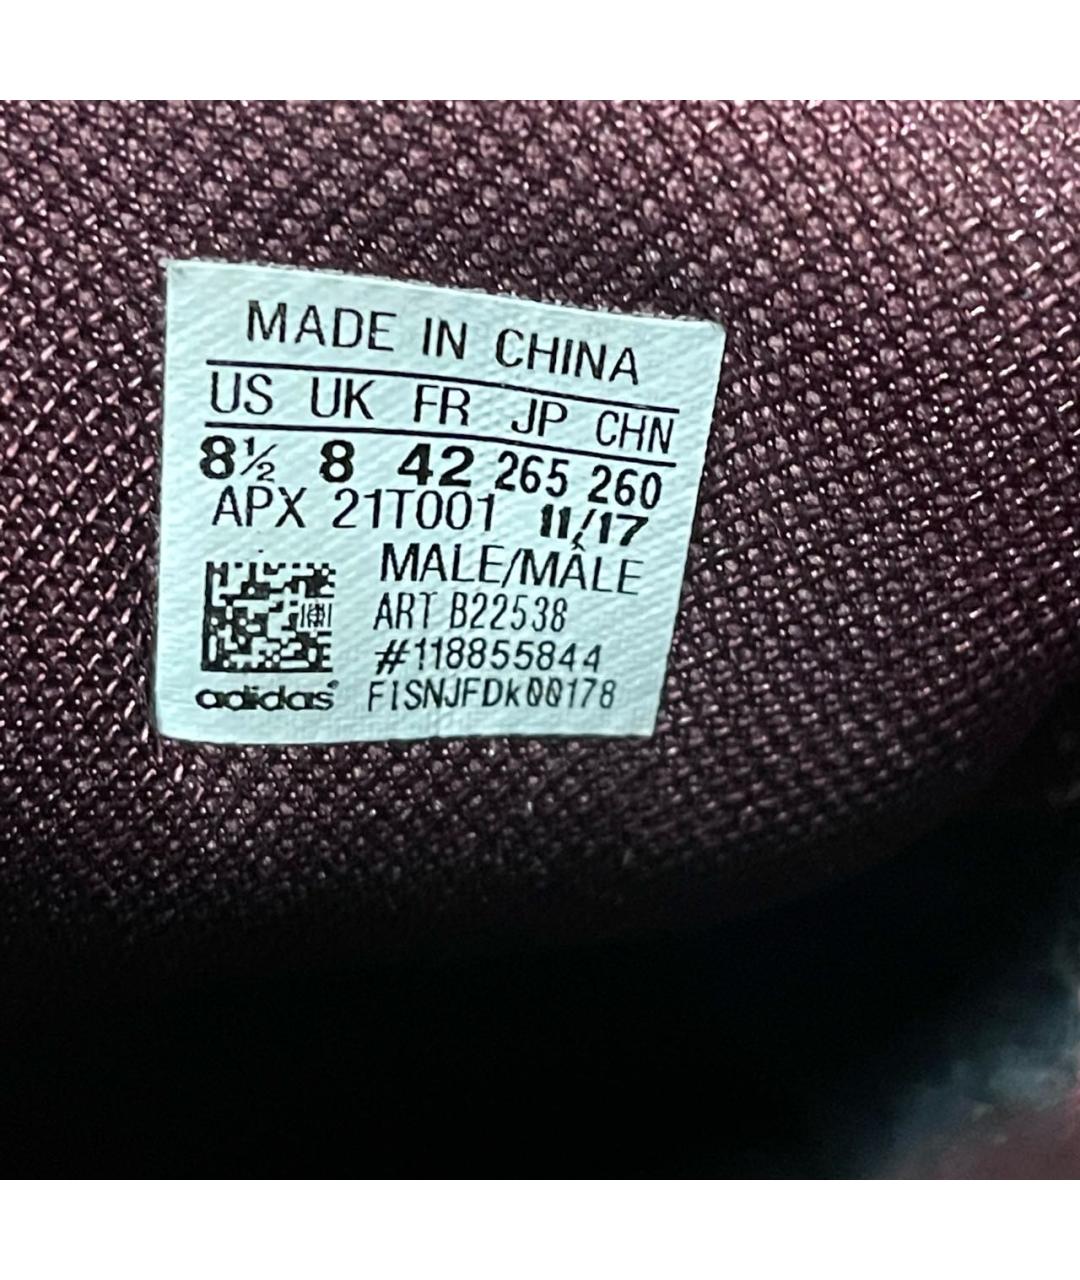 MADE IN CHINA
US UK FR JP CHN
8½ 8 42 265 260
APX 21T001 11/17
MALE/MÂLE
ART B22538
#118855844
adidas® FISNJFDK00178